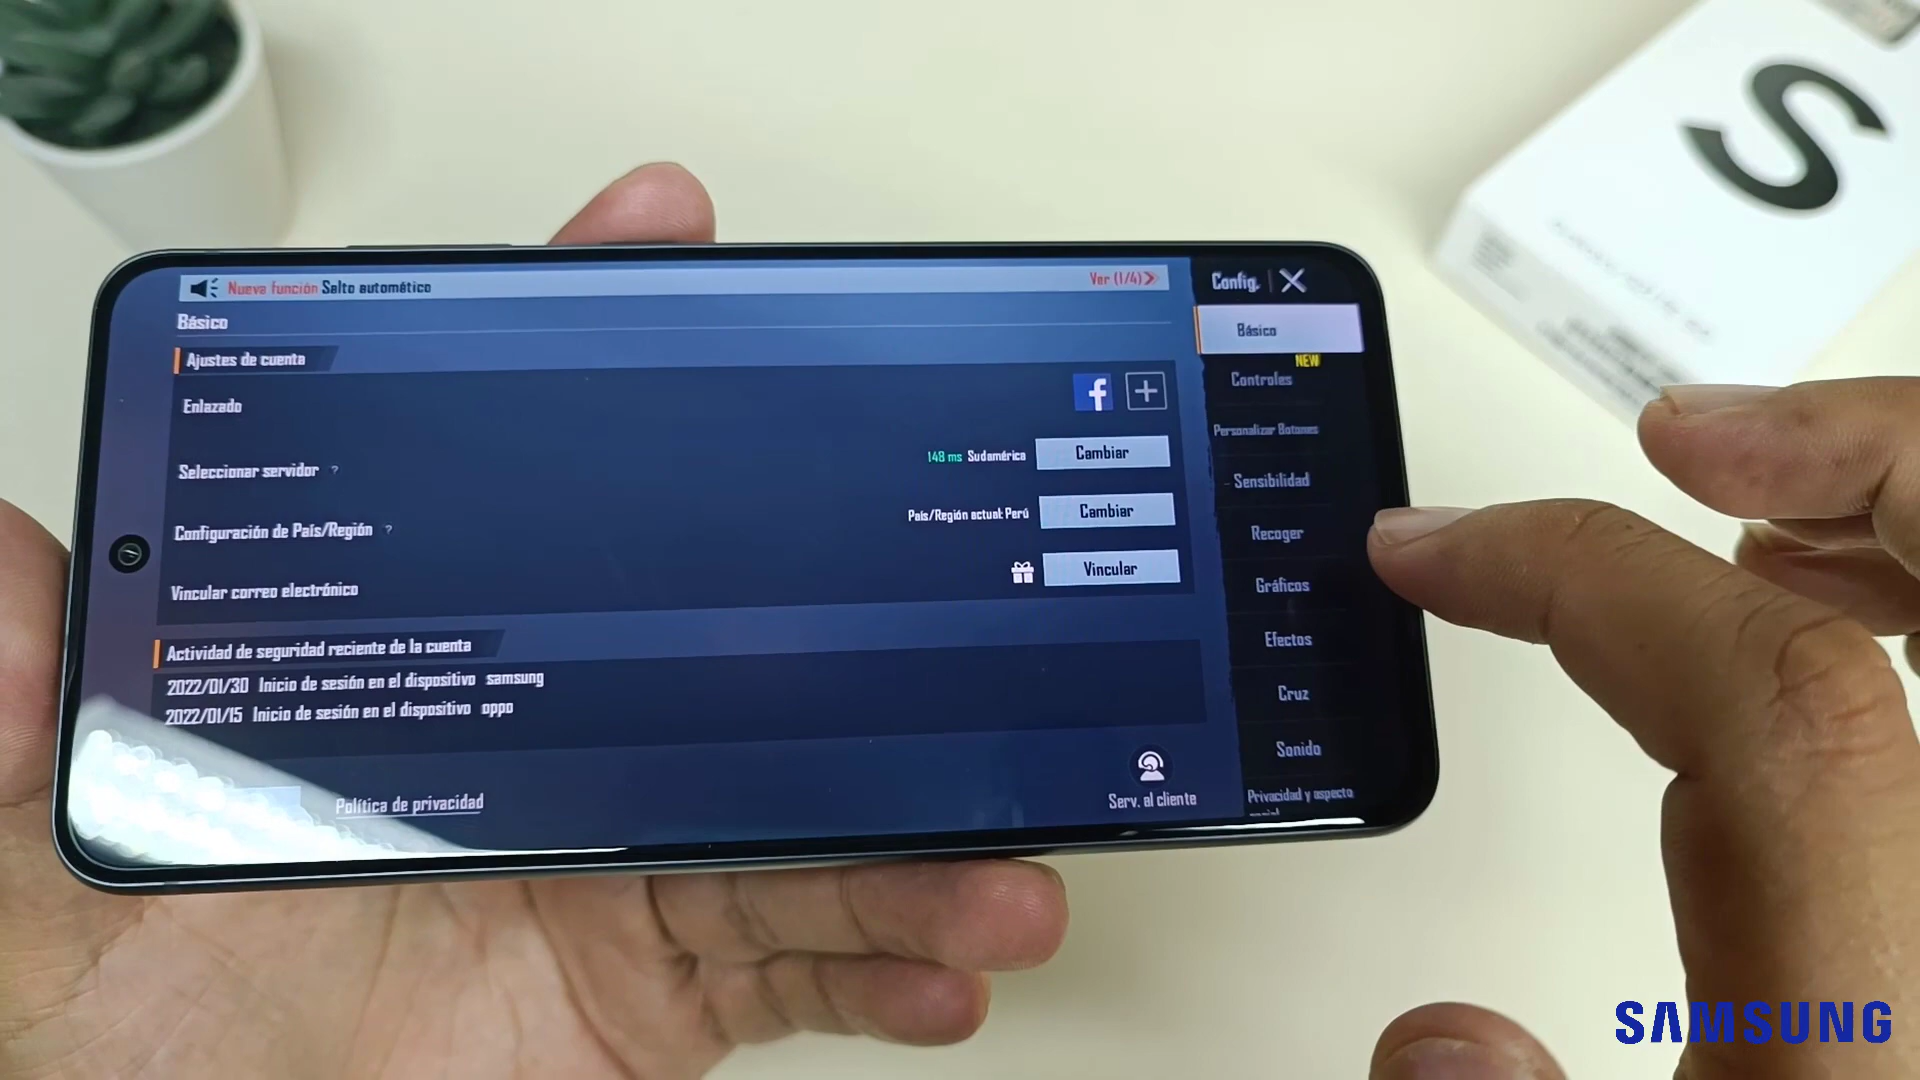 Nueva función Salto automático
Ver (1/4)
Config.
Básico
Básico
Ajustes de cuenta
NEW
Controles
Enlazado
Personalizar Botones
Seleccionar servidor ?
148 ms Sudamérica
Cambiar
Sensibilidad
Configuración de País/Región ?
País/Región actual: Perú
Cambiar
Recoger
Vincular correo electrónico
Vincular
Gráficos
Actividad de seguridad reciente de la cuenta
Efectos
2022/01/30 Inicio de sesión en el dispositivo samsung
Cruz
2022/01/15 Inicio de sesión en el dispositivo oppo
Sonido
Política de privacidad
Serv. al cliente
Privacidad y aspecto
S
SAMSUNG